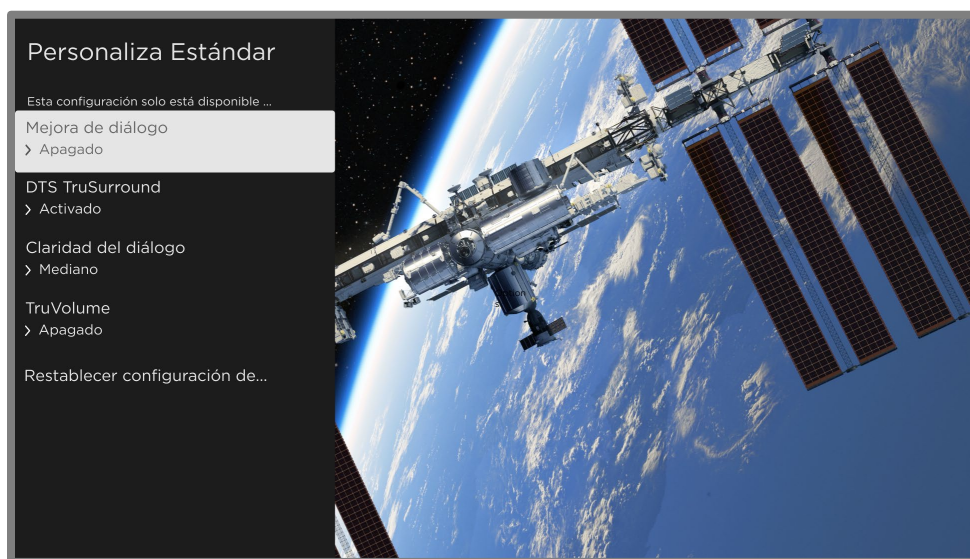 Personaliza Estándar
Esta configuración solo está disponible ...
Mejora de diálogo
Apagado
DTS TruSurround
Activado
Claridad del diálogo
Mediano
TruVolume
Apagado
Restablecer configuración de...